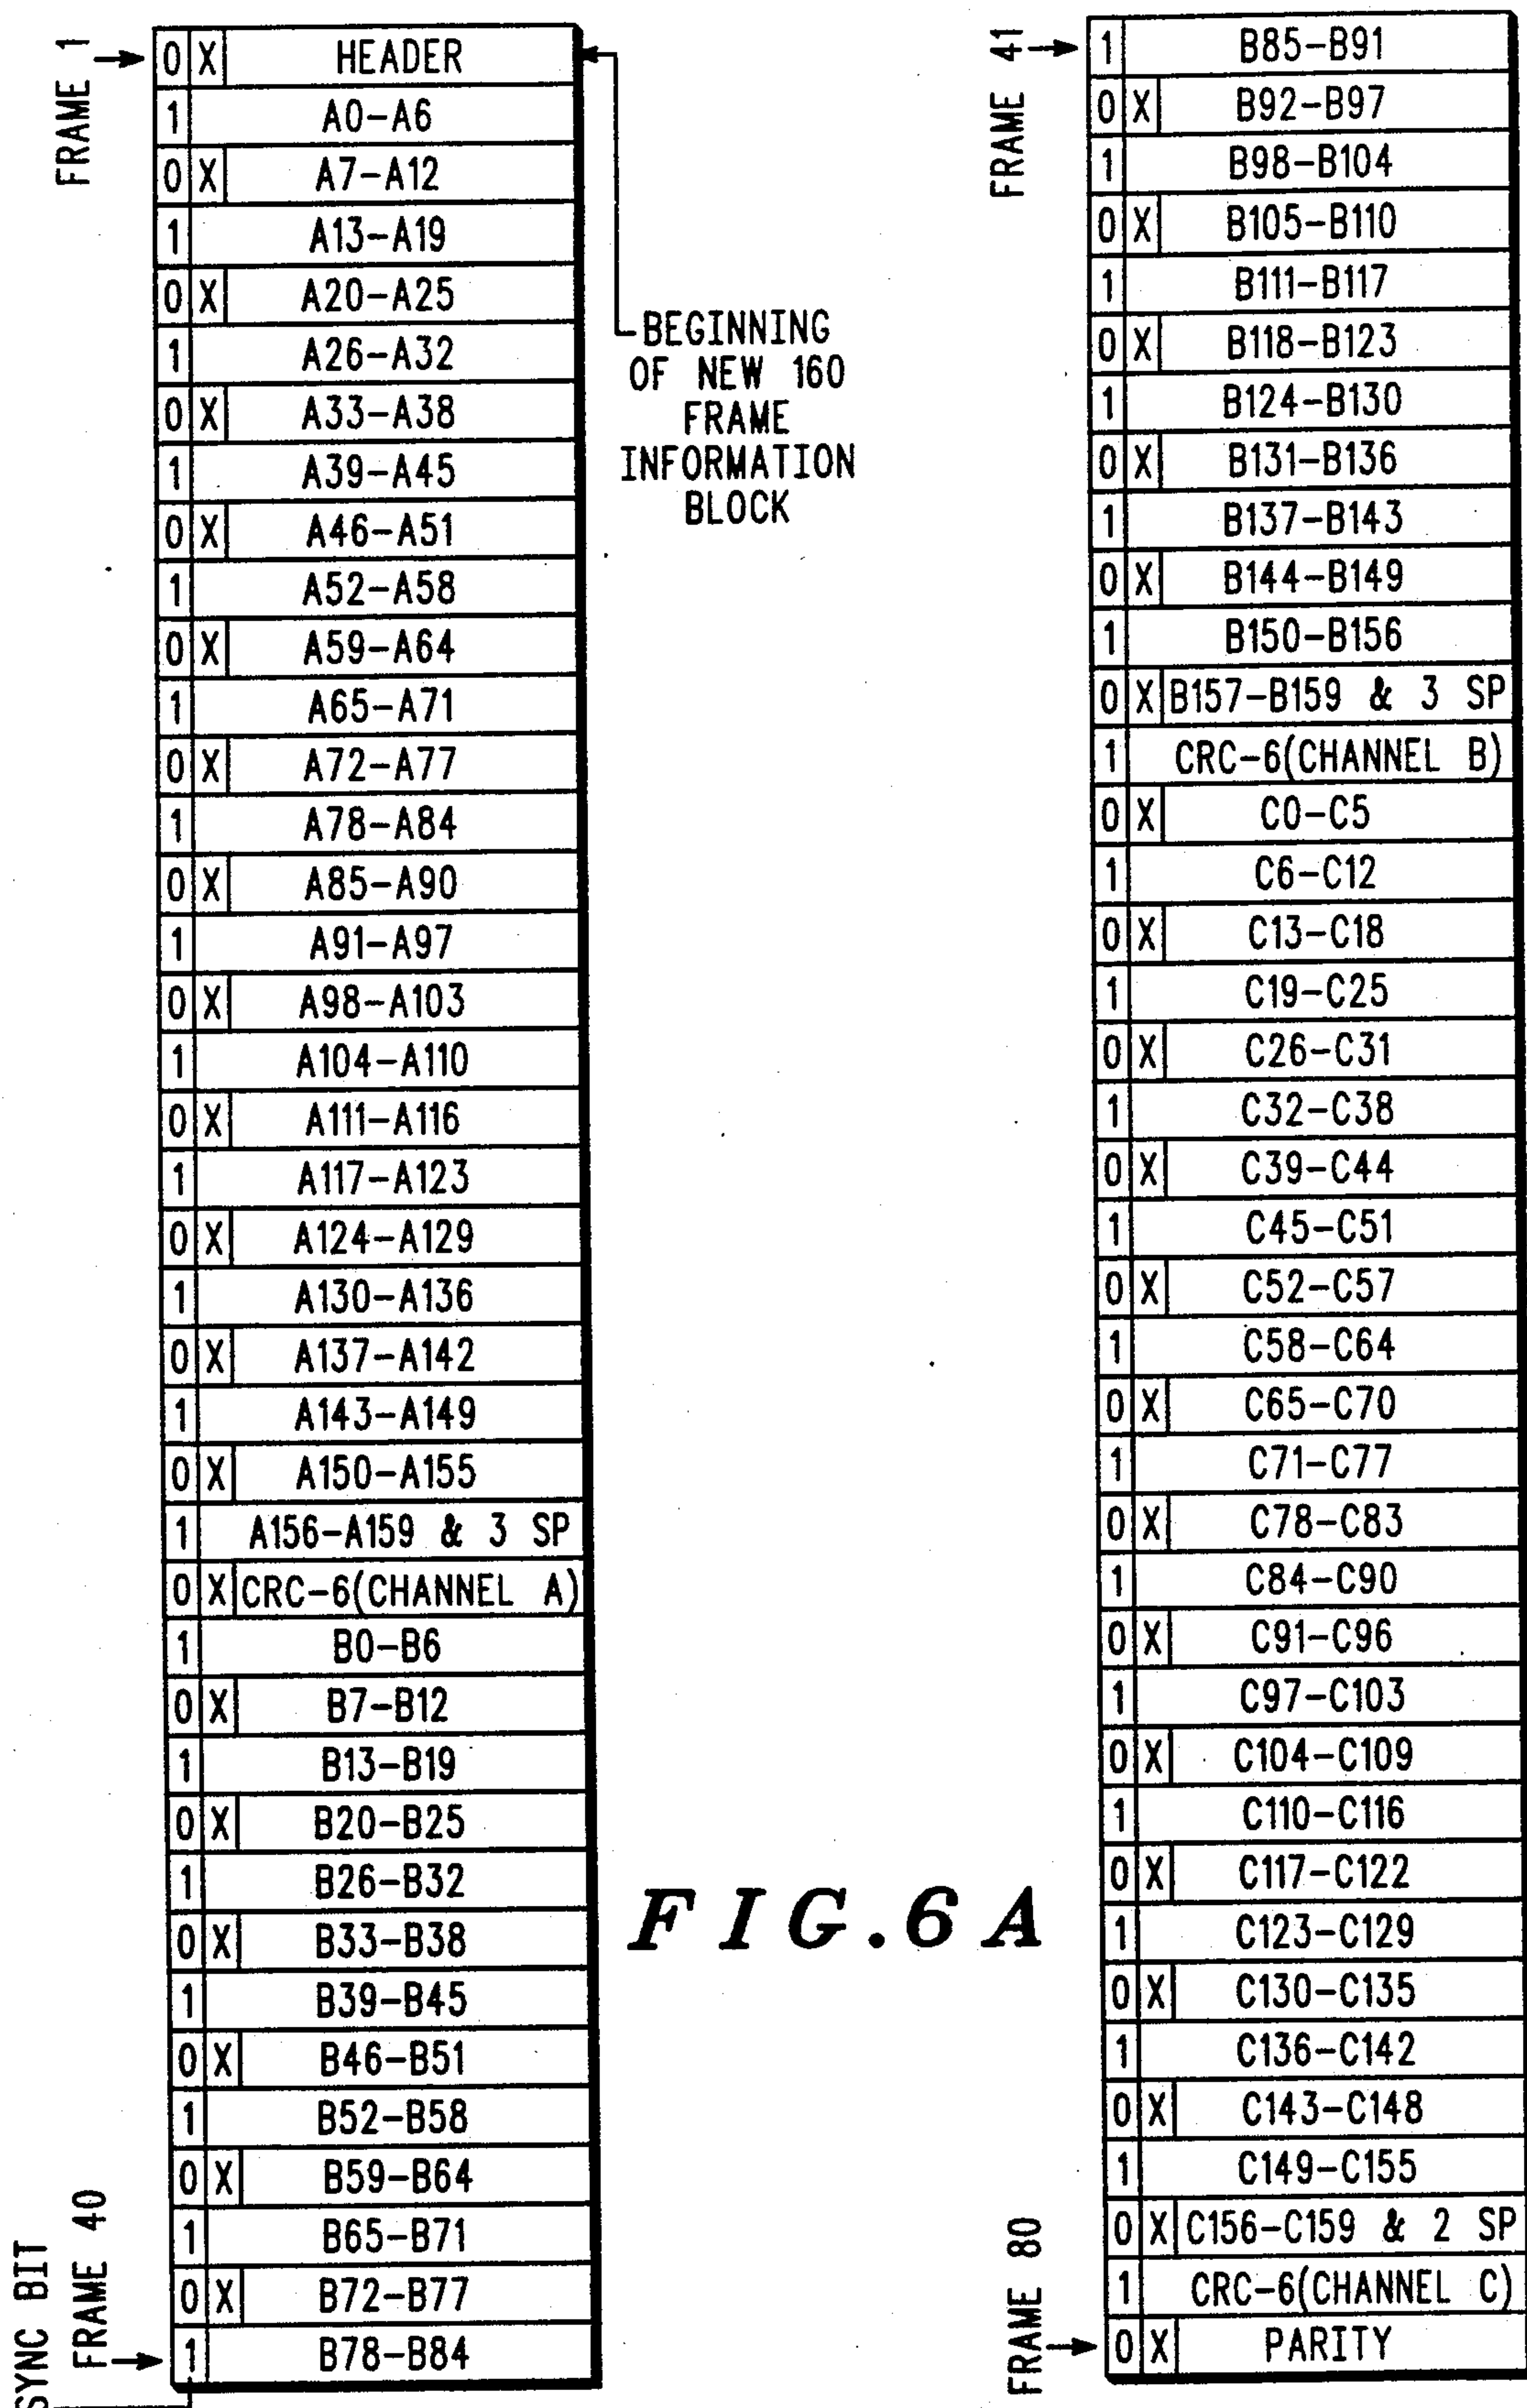 FRAME 1
0 X HEADER
1 A0-A6
0 X A7-A12
1 A13-A19
0 X A20-A25
1 A26-A32
0 X A33-A38
1 A39-A45
0 X A46-A51
1 A52-A58
0 X A59-A64
1 A65-A71
0 X A72-A77
1 A78-A84
0 X A85-A90
1 A91-A97
0 X A98-A103
1 A104-A110
0 X A111-A116
1 A117-A123
0 X A124-A129
1 A130-A136
0 X A137-A142
1 A143-A149
0 X A150-A155
1 A156-A159 & 3 SP
0 X CRC-6(CHANNEL A)
1 B0-B6
0 X B7-B12
1 B13-B19
0 X B20-B25
1 B26-B32
0 X B33-B38
1 B39-B45
0 X B46-B51
1 B52-B58
0 X B59-B64
1 B65-B71
0 X B72-B77
1 B78-B84
FRAME 40
SYNC BIT
BEGINNING
OF NEW 160
FRAME
INFORMATION
BLOCK
FIG.6A
FRAME 41
1 B85-B91
0 X B92-B97
1 B98-B104
0 X B105-B110
1 B111-B117
0 X B118-B123
1 B124-B130
0 X B131-B136
1 B137-B143
0 X B144-B149
1 B150-B156
0 X B157-B159 & 3 SP
1 CRC-6(CHANNEL B)
0 X C0-C5
1 C6-C12
0 X C13-C18
1 C19-C25
0 X C26-C31
1 C32-C38
0 X C39-C44
1 C45-C51
0 X C52-C57
1 C58-C64
0 X C65-C70
1 C71-C77
0 X C78-C83
1 C84-C90
0 X C91-C96
1 C97-C103
0 X C104-C109
1 C110-C116
0 X C117-C122
1 C123-C129
0 X C130-C135
1 C136-C142
0 X C143-C148
1 C149-C155
0 X C156-C159 & 2 SP
1 CRC-6(CHANNEL C)
0 X PARITY
FRAME 80